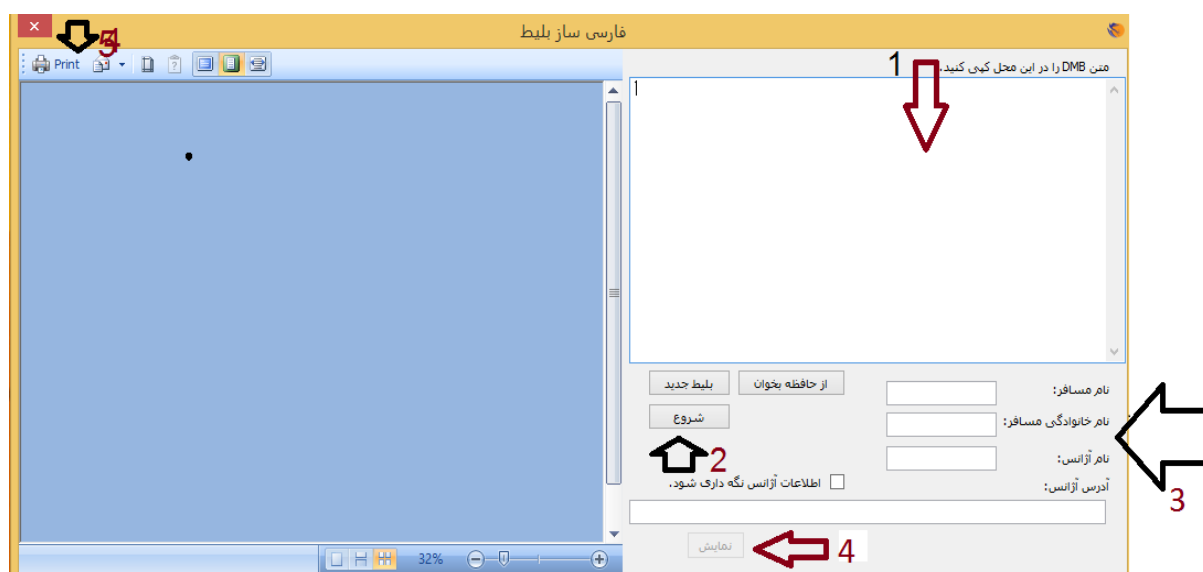 فارسی ساز بلیط
Print
5
1
متن DMB را در این محل کپی کنید.
از حافظه بخوان
بلیط جدید
شروع
2
نام مسافر:
نام خانوادگی مسافر:
نام آژانس:
اطلاعات آژانس نگه داری شود.
آدرس آژانس:
3
نمایش
4
32%